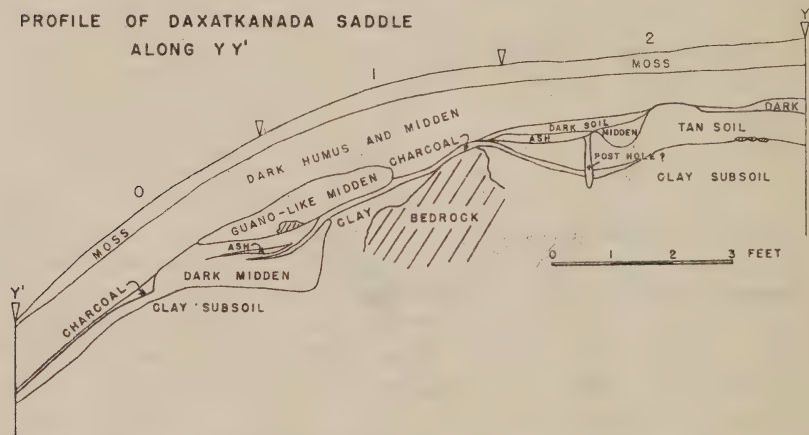 PROFILE OF DAXATKANADA SADDLE
ALONG YY'
Y
2
MOSS
1
DARK
DARK SOIL
MIDDEN
TAN SOIL
ASH
DARK HUMUS AND MIDDEN
CHARCOAL
POST HOLE ?
CLAY SUBSOIL
0
GUANO-LIKE MIDDEN
CLAY
BEDROCK
MOSS
ASH
0 1 2 3 FEET
DARK MIDDEN
Y'
CHARCOAL
CLAY SUBSOIL